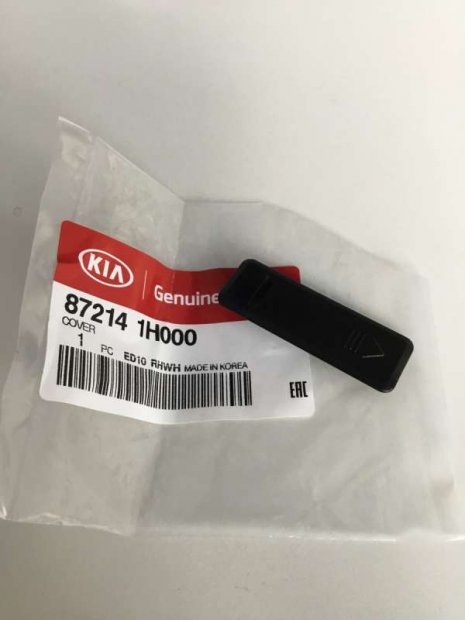 KIA Genuine
87214 1H000
COVER
1 PC ED10 RHWH MADE IN KOREA
EAC